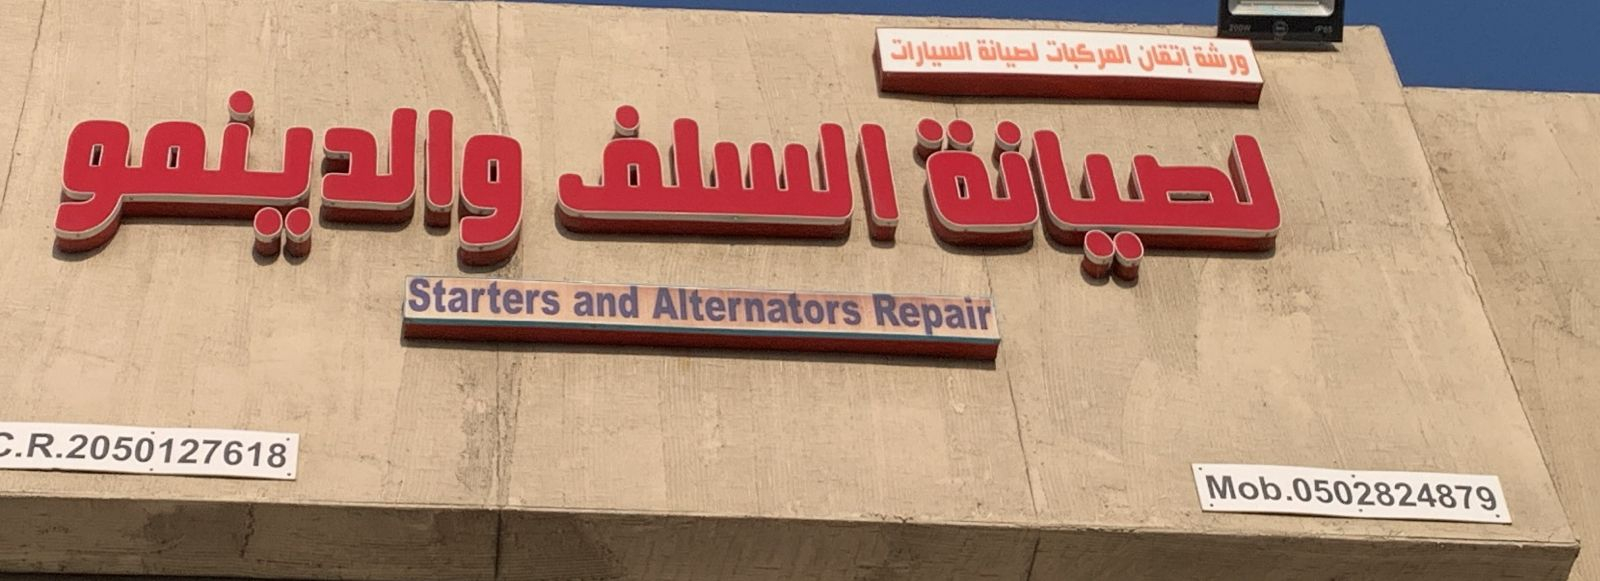 ورشة إتقان المركبات لصيانة السيارات
لصيانة السلف والدينمو
Starters and Alternators Repair
C.R.2050127618
Mob.0502824879